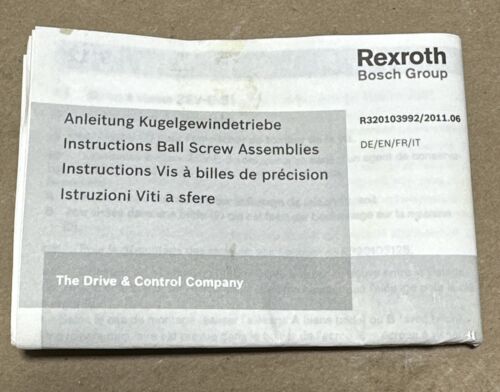 Rexroth
Bosch Group
R320103992/2011.06
DE/EN/FR/IT
Anleitung Kugelgewindetriebe
Instructions Ball Screw Assemblies
Instructions Vis à billes de précision
Istruzioni Viti a sfere
The Drive & Control Company